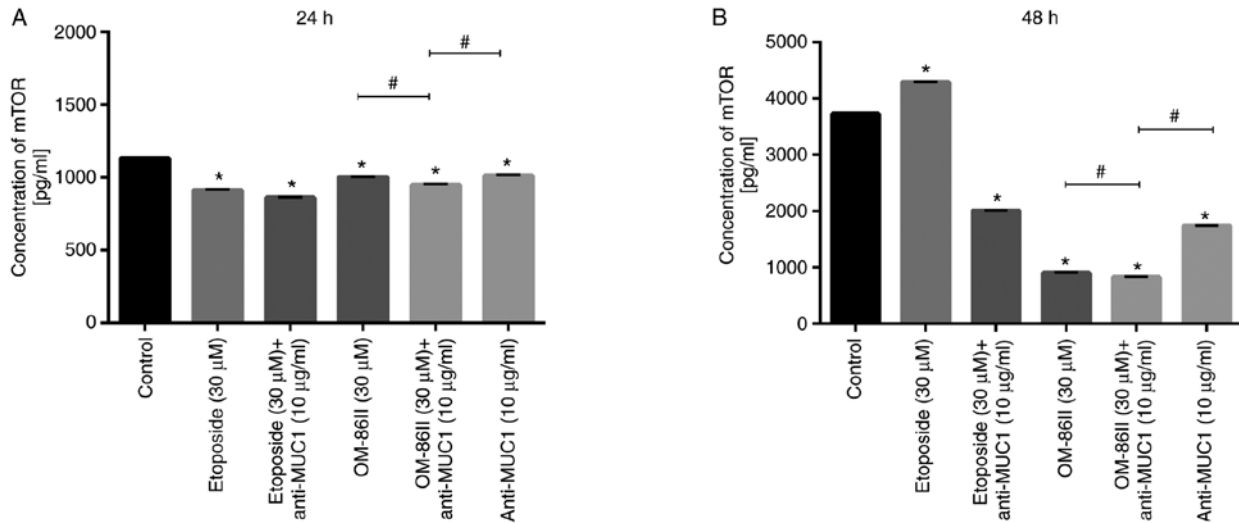 A
24 h
Concentration of mTOR
[pg/ml]
2000
1500
1000
500
0
*
*
*
*
*
#
#
Control
Etoposide (30 µM)
Etoposide (30 µM)+
anti-MUC1 (10 µg/ml)
OM-86II (30 µM)
OM-86II (30 µM)+
anti-MUC1 (10 µg/ml)
Anti-MUC1 (10 µg/ml)
B
48 h
Concentration of mTOR
[pg/ml]
5000
4000
3000
2000
1000
0
*
*
*
*
*
#
#
Control
Etoposide (30 µM)
Etoposide (30 µM)+
anti-MUC1 (10 µg/ml)
OM-86II (30 µM)
OM-86II (30 µM)+
anti-MUC1 (10 µg/ml)
Anti-MUC1 (10 µg/ml)